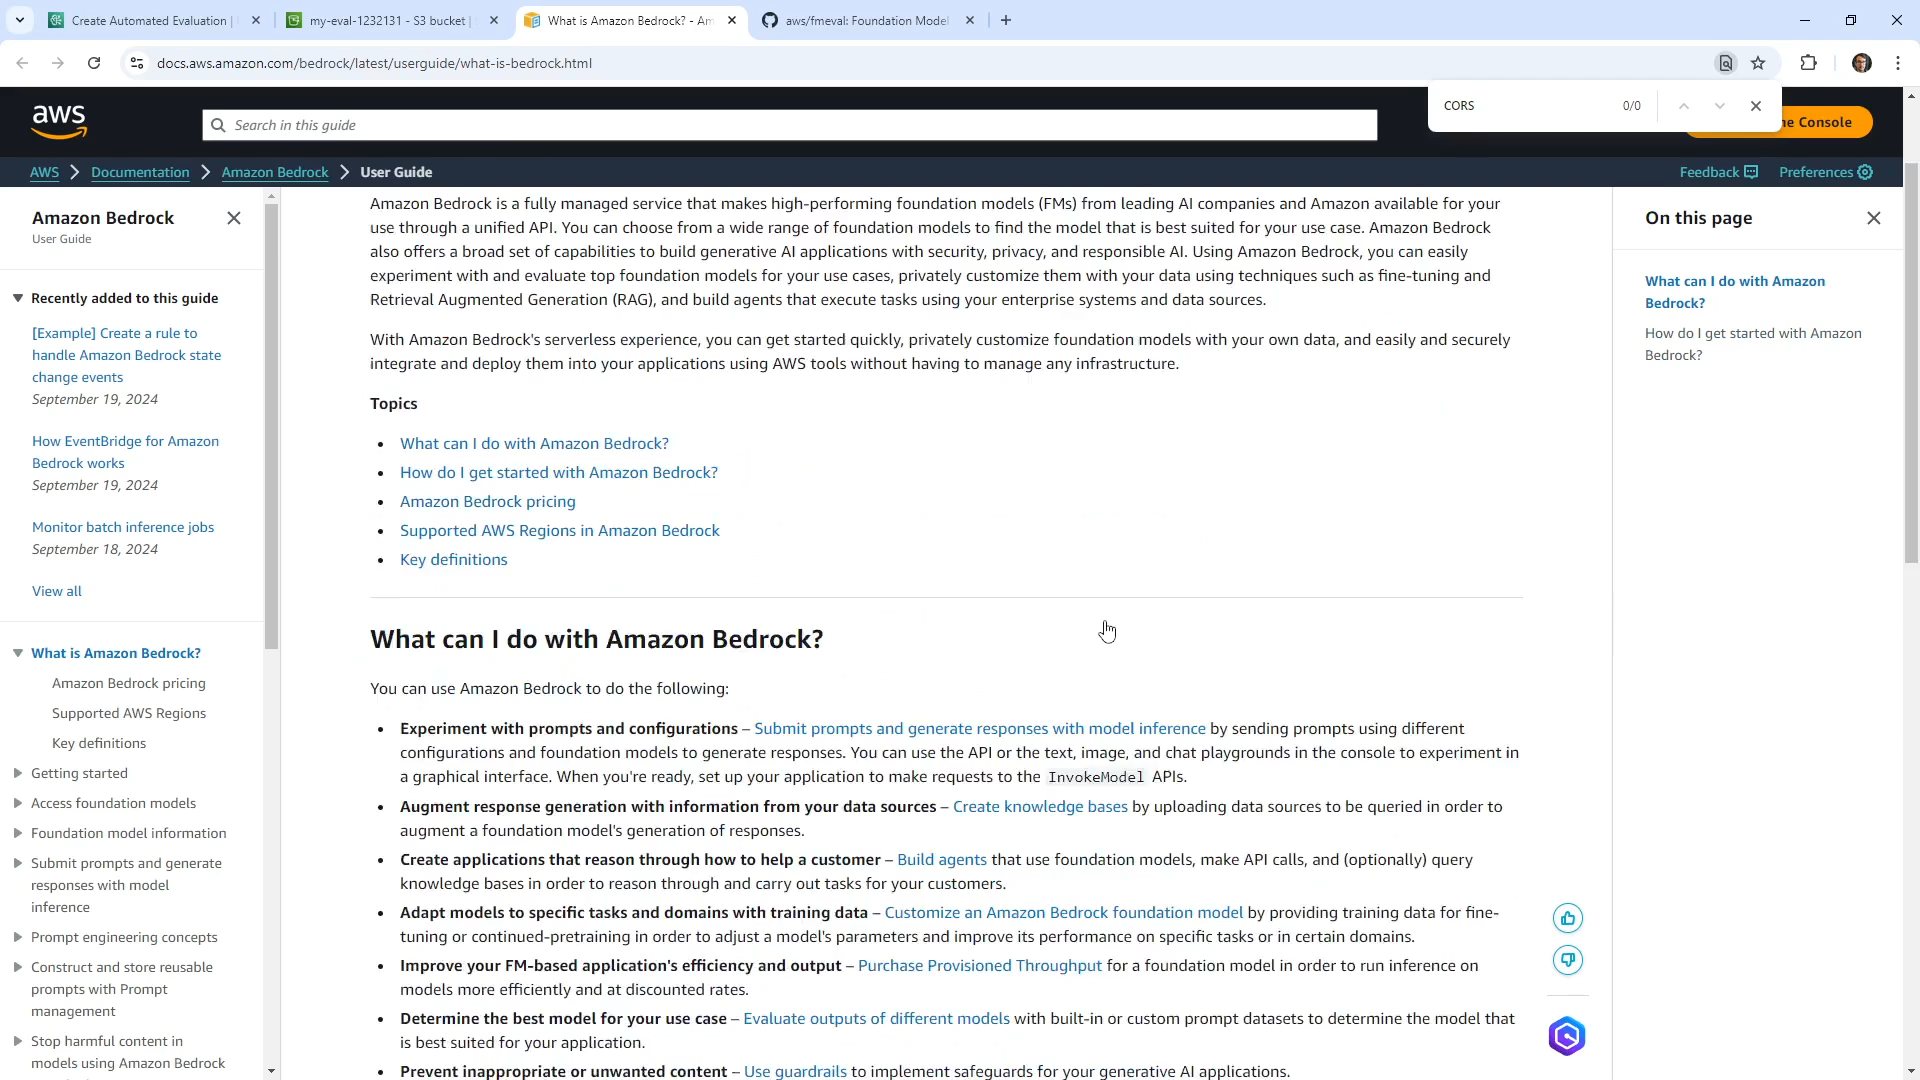 Create Automated Evaluation |
my-eval-1232131 - S3 bucket |
What is Amazon Bedrock? - Am
aws/fmeval: Foundation Model
docs.aws.amazon.com/bedrock/latest/userguide/what-is-bedrock.html
CORS 0/0
aws
Search in this guide
ne Console
AWS Documentation Amazon Bedrock User Guide
Feedback Preferences
Amazon Bedrock
User Guide
Recently added to this guide
[Example] Create a rule to
handle Amazon Bedrock state
change events
September 19, 2024
How EventBridge for Amazon
Bedrock works
September 19, 2024
Monitor batch inference jobs
September 18, 2024
View all
What is Amazon Bedrock?
Amazon Bedrock pricing
Supported AWS Regions
Key definitions
Getting started
Access foundation models
Foundation model information
Submit prompts and generate
responses with model
inference
Prompt engineering concepts
Construct and store reusable
prompts with Prompt
management
Stop harmful content in
models using Amazon Bedrock
Amazon Bedrock is a fully managed service that makes high-performing foundation models (FMs) from leading AI companies and Amazon available for your
use through a unified API. You can choose from a wide range of foundation models to find the model that is best suited for your use case. Amazon Bedrock
also offers a broad set of capabilities to build generative AI applications with security, privacy, and responsible AI. Using Amazon Bedrock, you can easily
experiment with and evaluate top foundation models for your use cases, privately customize them with your data using techniques such as fine-tuning and
Retrieval Augmented Generation (RAG), and build agents that execute tasks using your enterprise systems and data sources.
With Amazon Bedrock's serverless experience, you can get started quickly, privately customize foundation models with your own data, and easily and securely
integrate and deploy them into your applications using AWS tools without having to manage any infrastructure.
Topics
• What can I do with Amazon Bedrock?
• How do I get started with Amazon Bedrock?
• Amazon Bedrock pricing
• Supported AWS Regions in Amazon Bedrock
• Key definitions
What can I do with Amazon Bedrock?
You can use Amazon Bedrock to do the following:
• Experiment with prompts and configurations – Submit prompts and generate responses with model inference by sending prompts using different
configurations and foundation models to generate responses. You can use the API or the text, image, and chat playgrounds in the console to experiment in
a graphical interface. When you're ready, set up your application to make requests to the InvokeModel APIs.
• Augment response generation with information from your data sources – Create knowledge bases by uploading data sources to be queried in order to
augment a foundation model's generation of responses.
• Create applications that reason through how to help a customer – Build agents that use foundation models, make API calls, and (optionally) query
knowledge bases in order to reason through and carry out tasks for your customers.
• Adapt models to specific tasks and domains with training data – Customize an Amazon Bedrock foundation model by providing training data for fine-
tuning or continued-pretraining in order to adjust a model's parameters and improve its performance on specific tasks or in certain domains.
• Improve your FM-based application's efficiency and output – Purchase Provisioned Throughput for a foundation model in order to run inference on
models more efficiently and at discounted rates.
• Determine the best model for your use case – Evaluate outputs of different models with built-in or custom prompt datasets to determine the model that
is best suited for your application.
• Prevent inappropriate or unwanted content – Use guardrails to implement safeguards for your generative AI applications.
On this page
What can I do with Amazon
Bedrock?
How do I get started with Amazon
Bedrock?